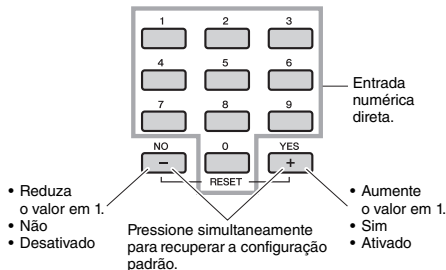 1 2 3
4 5 6
7 8 9
NO 0 YES
− +
RESET
Entrada
numérica
direta.
• Reduza
o valor em 1.
• Não
• Desativado
Pressione simultaneamente
para recuperar a configuração
padrão.
• Aumente
o valor em 1.
• Sim
• Ativado